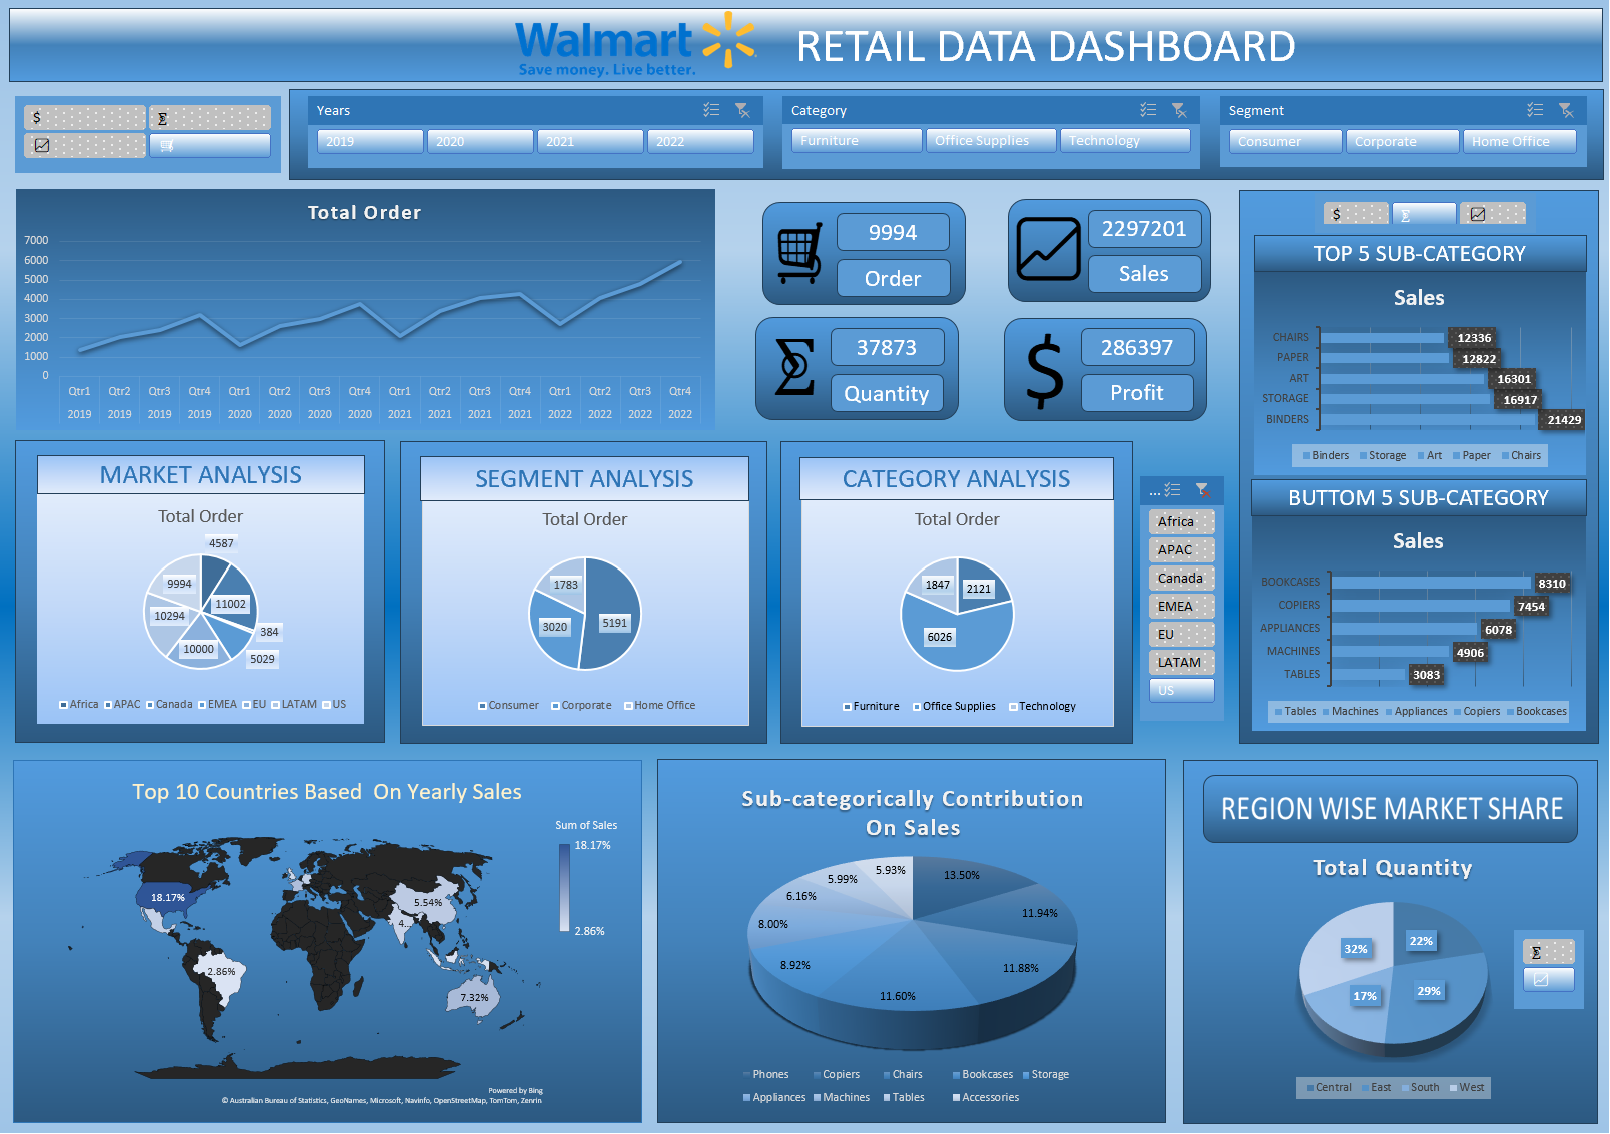 Walmart
Save money. Live better.
RETAIL DATA DASHBOARD
$ Σ
Years
2019 2020 2021 2022
Category
Furniture Office Supplies Technology
Segment
Consumer Corporate Home Office
Total Order
7000
6000
5000
4000
3000
2000
1000
0
Qtr1 Qtr2 Qtr3 Qtr4 Qtr1 Qtr2 Qtr3 Qtr4 Qtr1 Qtr2 Qtr3 Qtr4 Qtr1 Qtr2 Qtr3 Qtr4
2019 2019 2019 2019 2020 2020 2020 2020 2021 2021 2021 2021 2022 2022 2022 2022
9994
Order
2297201
Sales
Σ
37873
Quantity
$
286397
Profit
$ Σ
TOP 5 SUB-CATEGORY
Sales
CHAIRS 12336
PAPER 12822
ART 16301
STORAGE 16917
BINDERS 21429
Binders Storage Art Paper Chairs
BUTTOM 5 SUB-CATEGORY
Sales
BOOKCASES 8310
COPIERS 7454
APPLIANCES 6078
MACHINES 4906
TABLES 3083
Tables Machines Appliances Copiers Bookcases
MARKET ANALYSIS
Total Order
4587
9994
11002
10294
384
10000
5029
Africa APAC Canada EMEA EU LATAM US
SEGMENT ANALYSIS
Total Order
1783
5191
3020
Consumer Corporate Home Office
CATEGORY ANALYSIS
Total Order
1847
2121
6026
Furniture Office Supplies Technology
...
Africa
APAC
Canada
EMEA
EU
LATAM
US
Top 10 Countries Based On Yearly Sales
Sum of Sales
18.17%
2.86%
18.17%
5.54%
4...
2.86%
7.32%
Powered by Bing
© Australian Bureau of Statistics, GeoNames, Microsoft, Navinfo, OpenStreetMap, TomTom, Zenrin
Sub-categorically Contribution
On Sales
5.93%
13.50%
5.99%
6.16%
11.94%
8.00%
8.92%
11.88%
11.60%
Phones Copiers Chairs Bookcases Storage
Appliances Machines Tables Accessories
REGION WISE MARKET SHARE
Total Quantity
32%
22%
17%
29%
Σ
Central East South West